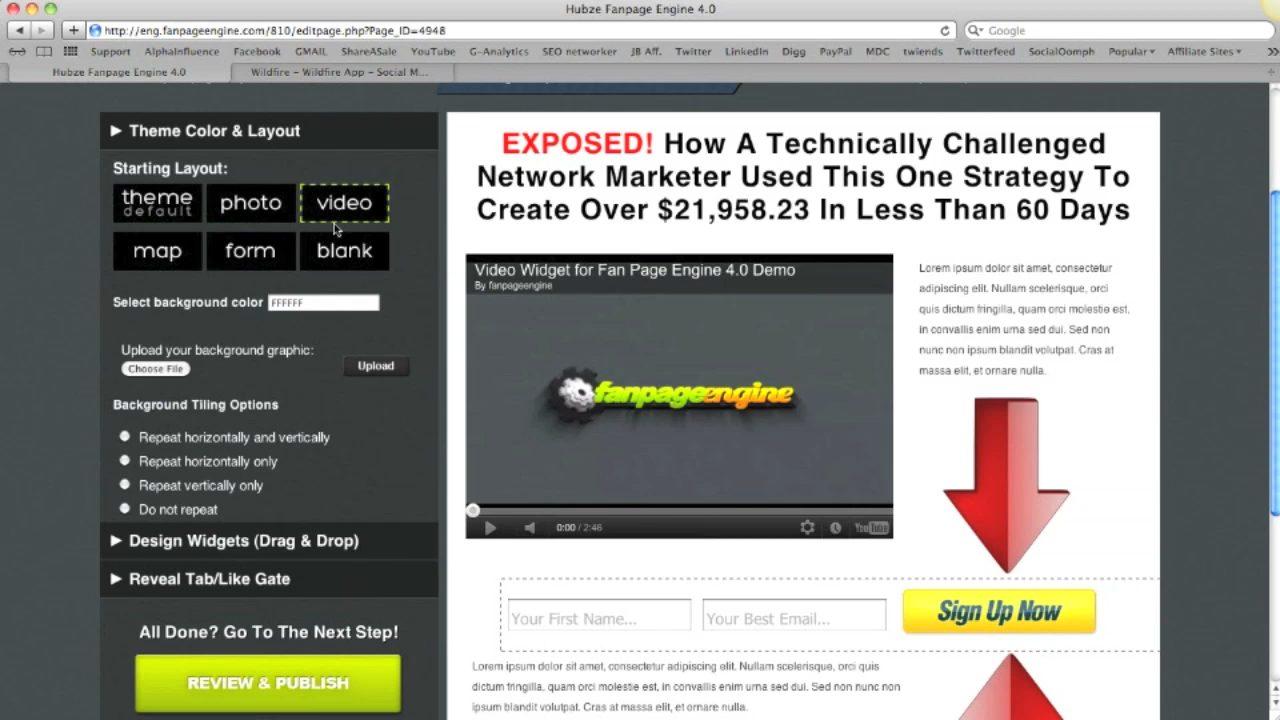 Hubze Fanpage Engine 4.0
http://eng.fanpageengine.com/810/editpage.php?Page_ID=4948
Google
Support AlphaInfluence Facebook GMAIL ShareASale YouTube G-Analytics SEO networker JB Aff. Twitter LinkedIn Digg PayPal MDC twiends Twitterfeed SocialOomph Popular Affiliate Sites
Hubze Fanpage Engine 4.0
Wildfire – Wildfire App – Social M...
Theme Color & Layout
Starting Layout:
theme default
photo
video
map
form
blank
Select background color FFFFFF
Upload your background graphic:
Choose File
Upload
Background Tiling Options
Repeat horizontally and vertically
Repeat horizontally only
Repeat vertically only
Do not repeat
Design Widgets (Drag & Drop)
Reveal Tab/Like Gate
All Done? Go To The Next Step!
REVIEW & PUBLISH
EXPOSED! How A Technically Challenged
Network Marketer Used This One Strategy To
Create Over $21,958.23 In Less Than 60 Days
Video Widget for Fan Page Engine 4.0 Demo
By fanpageengine
fanpageengine
0:00 / 2:46
YouTube
Lorem ipsum dolor sit amet, consectetur
adipiscing elit. Nullam scelerisque, orci
quis dictum fringilla, quam orci molestie est,
in convallis enim urna sed dui. Sed non
nunc non ipsum blandit volutpat. Cras at
massa elit, et ornare nulla.
Your First Name...
Your Best Email...
Sign Up Now
Lorem ipsum dolor sit amet, consectetur adipiscing elit. Nullam scelerisque, orci quis
dictum fringilla, quam orci molestie est, in convallis enim urna sed dui. Sed non nunc non
ipsum blandit volutpat. Cras at massa elit, et ornare nulla.